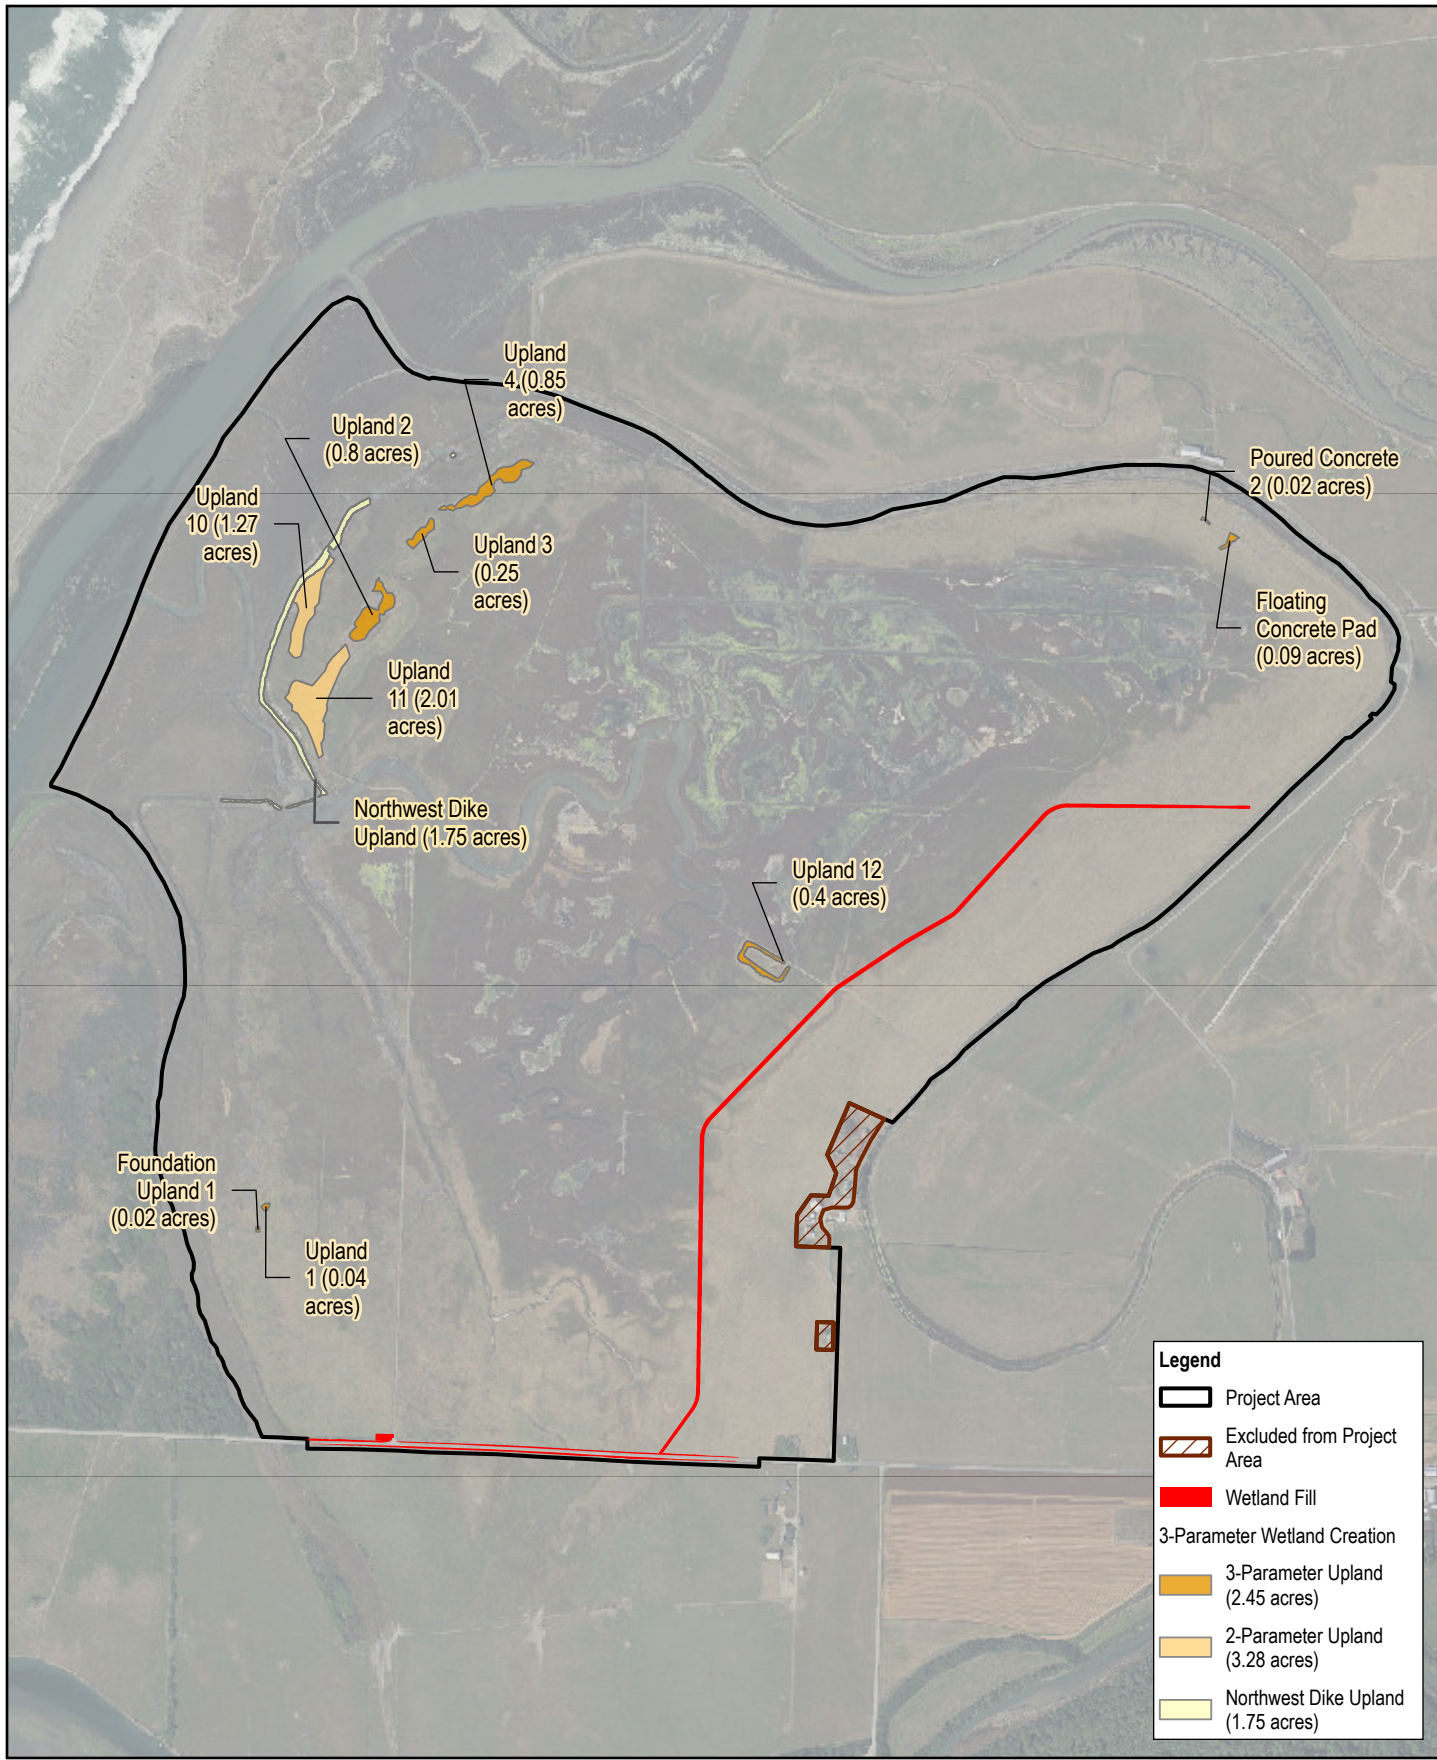 Upland
4 (0.85
acres)
Upland 2
(0.8 acres)
Upland
10 (1.27
acres)
Upland 3
(0.25
acres)
Poured Concrete
2 (0.02 acres)
Floating
Concrete Pad
(0.09 acres)
Upland
11 (2.01
acres)
Northwest Dike
Upland (1.75 acres)
Upland 12
(0.4 acres)
Foundation
Upland 1
(0.02 acres)
Upland
1 (0.04
acres)
Legend
Project Area
Excluded from Project
Area
Wetland Fill
3-Parameter Wetland Creation
3-Parameter Upland
(2.45 acres)
2-Parameter Upland
(3.28 acres)
Northwest Dike Upland
(1.75 acres)